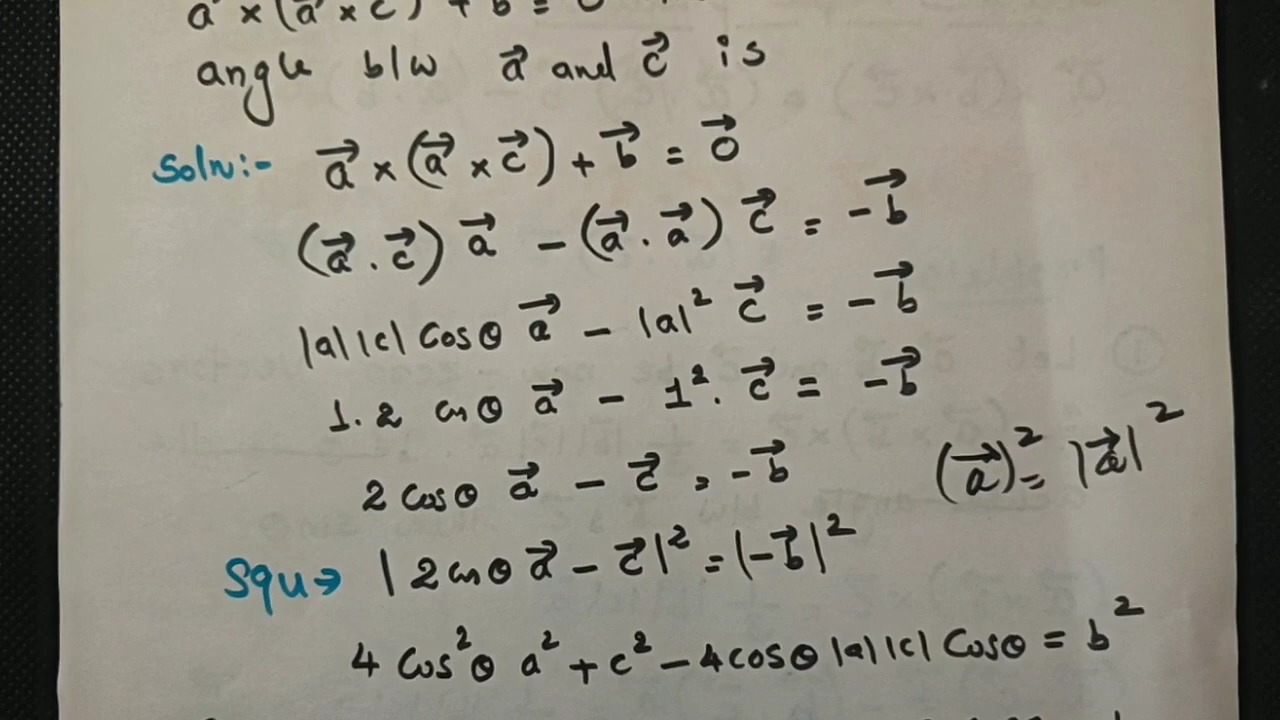 a × (a × c) + b = 0
angle b/w a⃗ and c⃗ is
Soln:- a⃗ × (a⃗ × c⃗) + b⃗ = 0⃗
(a⃗ . c⃗) a⃗ - (a⃗ . a⃗) c⃗ = -b⃗
|a| |c| Cosθ a⃗ - |a|² c⃗ = -b⃗
1. 2 cosθ a⃗ - 1². c⃗ = -b⃗
2 cosθ a⃗ - c⃗ = -b⃗ (a⃗)² = |a⃗|²
Squ→ | 2 cosθ a⃗ - c⃗ |² = |-b⃗|²
4 Cos²θ a² + c² - 4cosθ |a| |c| Cosθ = b²